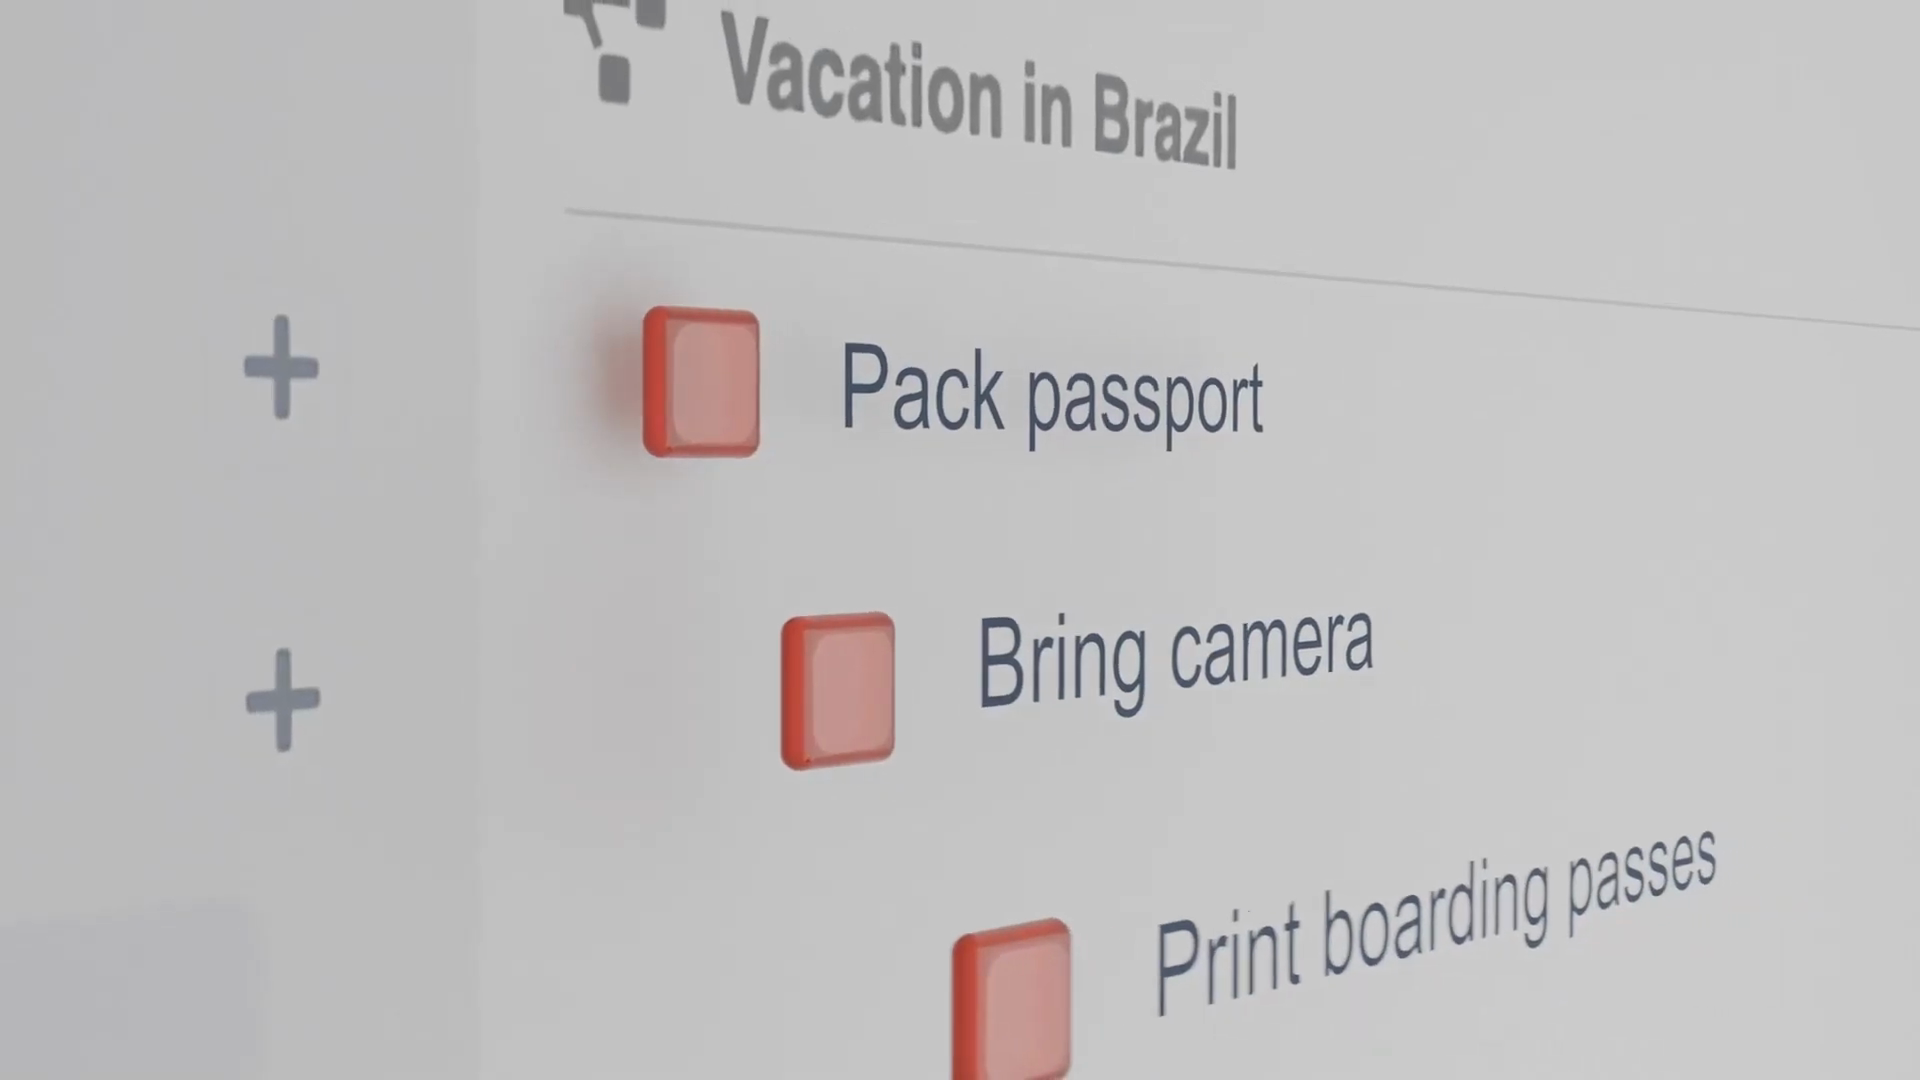 Vacation in Brazil
Pack passport
Bring camera
Print boarding passes